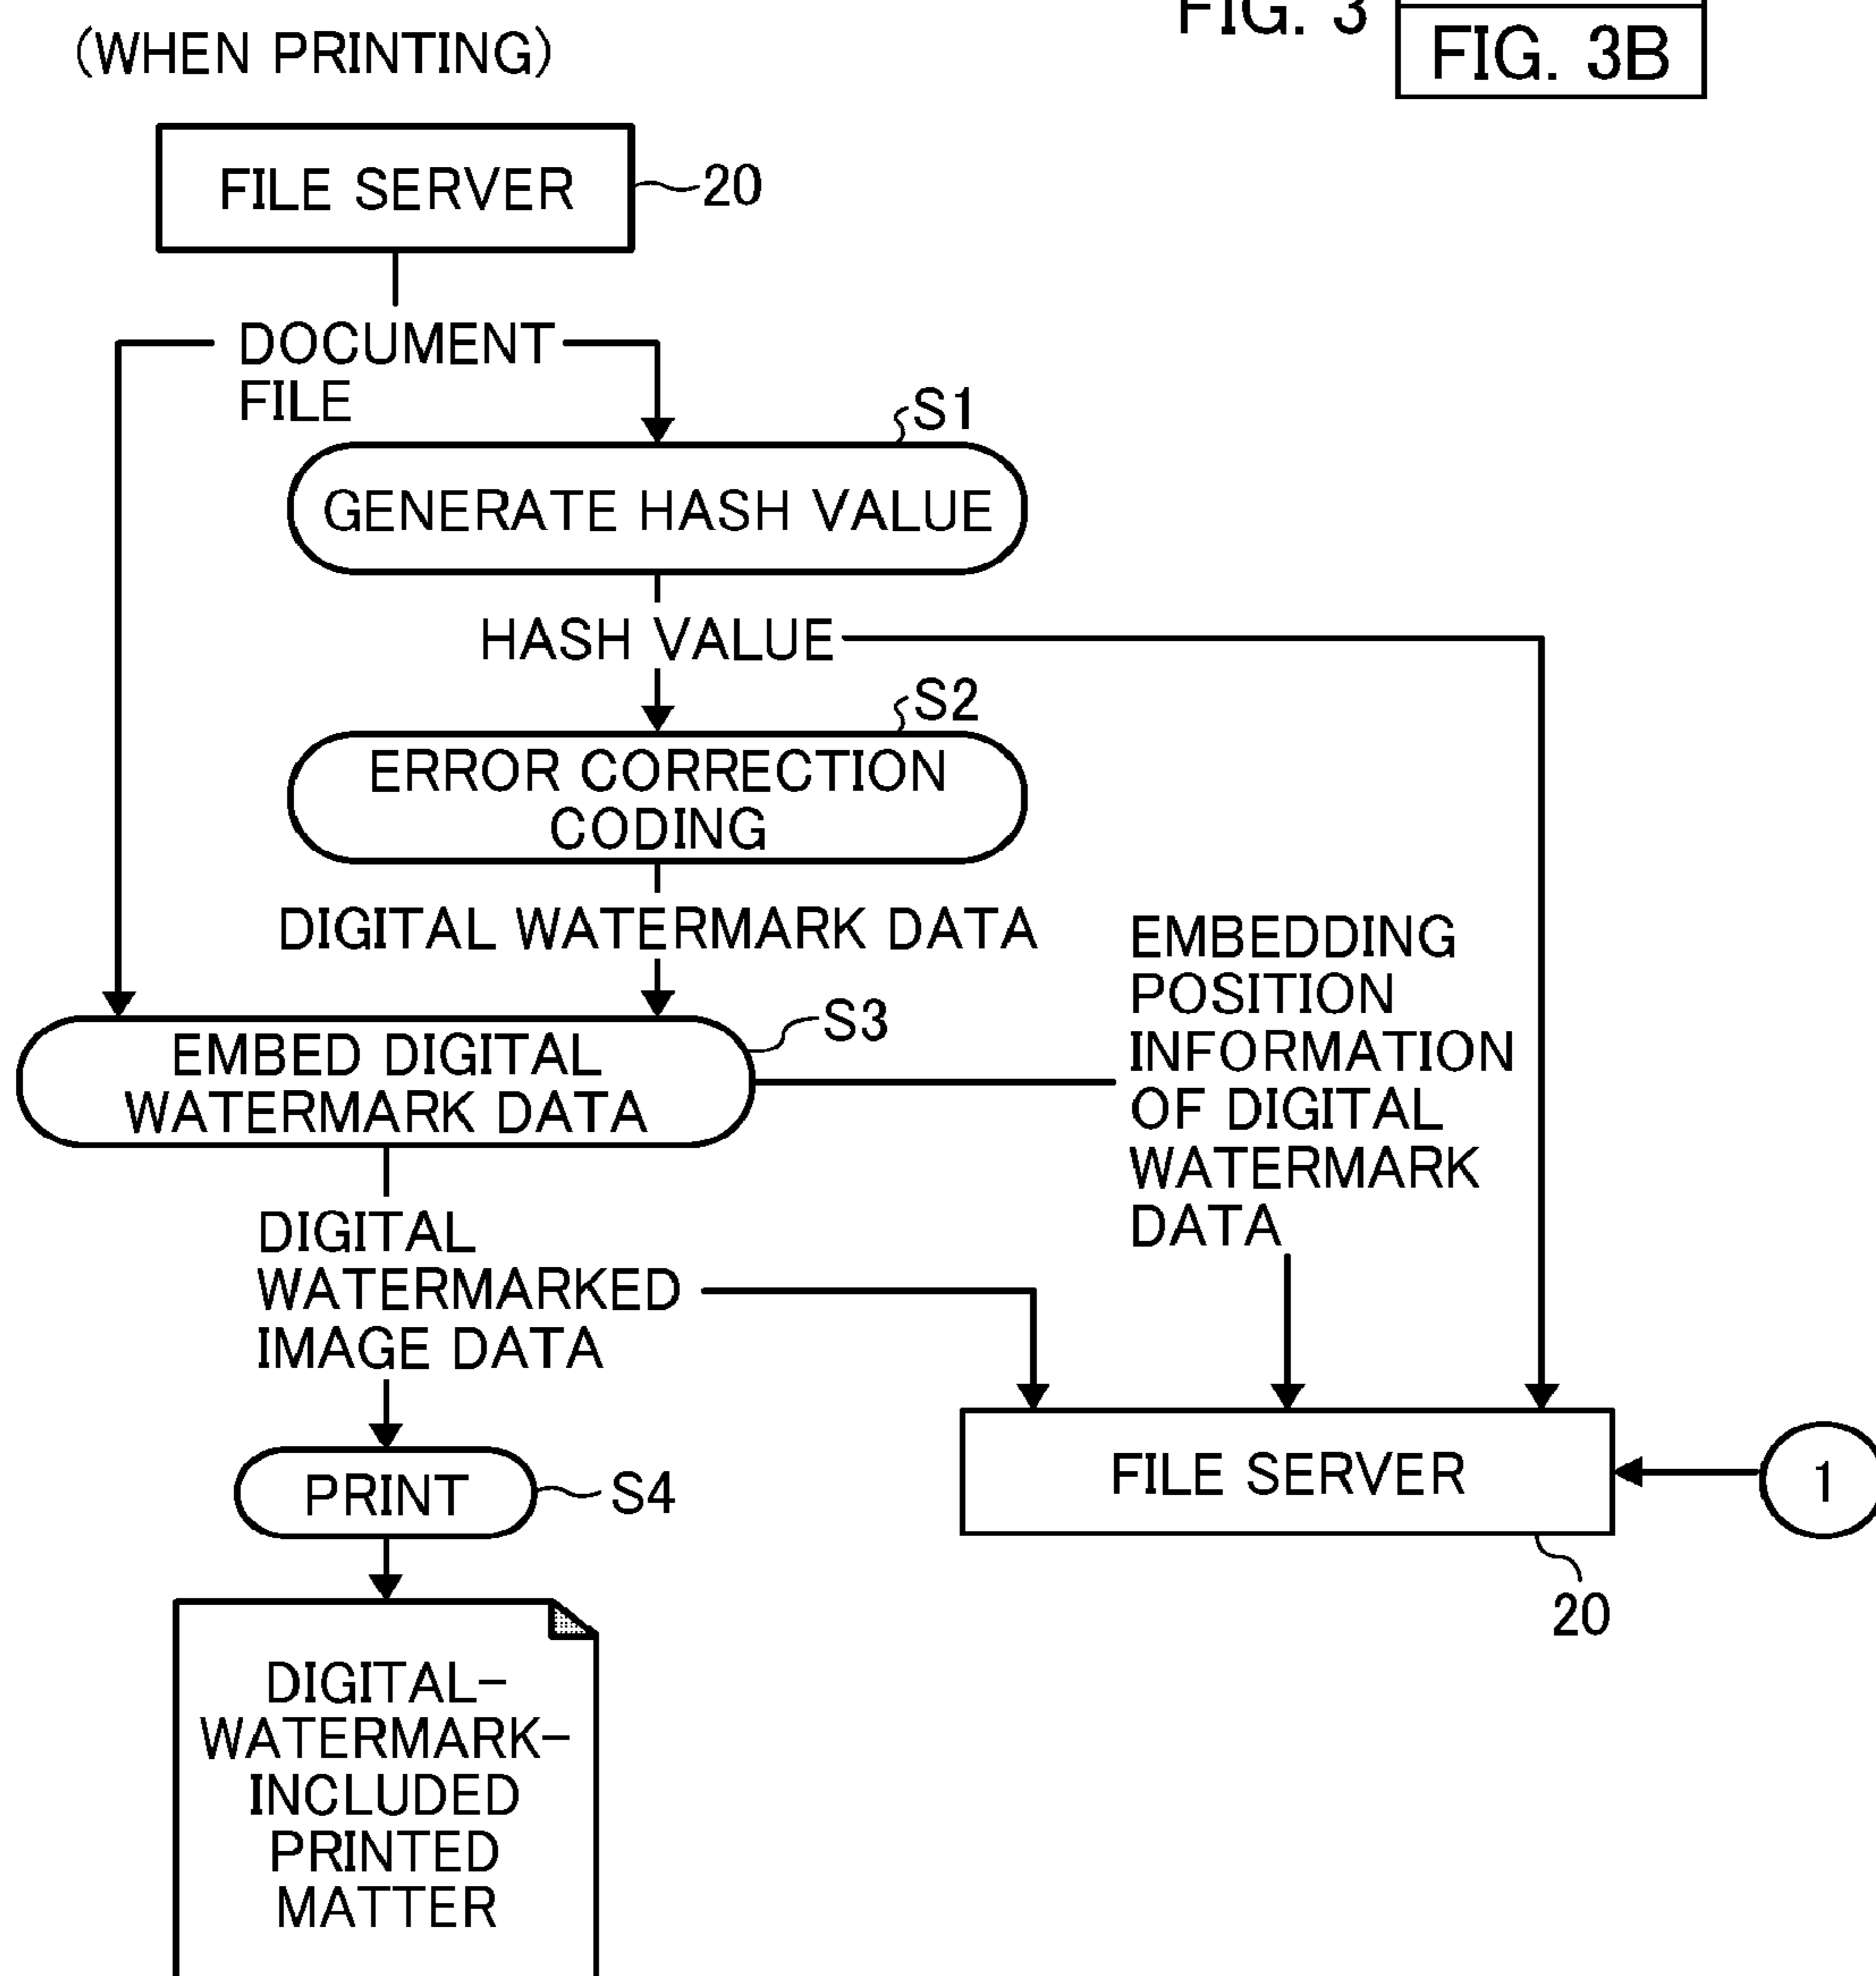 FIG. 3
FIG. 3B
(WHEN PRINTING)
FILE SERVER
20
DOCUMENT
FILE
S1
GENERATE HASH VALUE
HASH VALUE
S2
ERROR CORRECTION
CODING
DIGITAL WATERMARK DATA
S3
EMBED DIGITAL
WATERMARK DATA
EMBEDDING
POSITION
INFORMATION
OF DIGITAL
WATERMARK
DATA
DIGITAL
WATERMARKED
IMAGE DATA
PRINT
S4
FILE SERVER
1
20
DIGITAL-
WATERMARK-
INCLUDED
PRINTED
MATTER